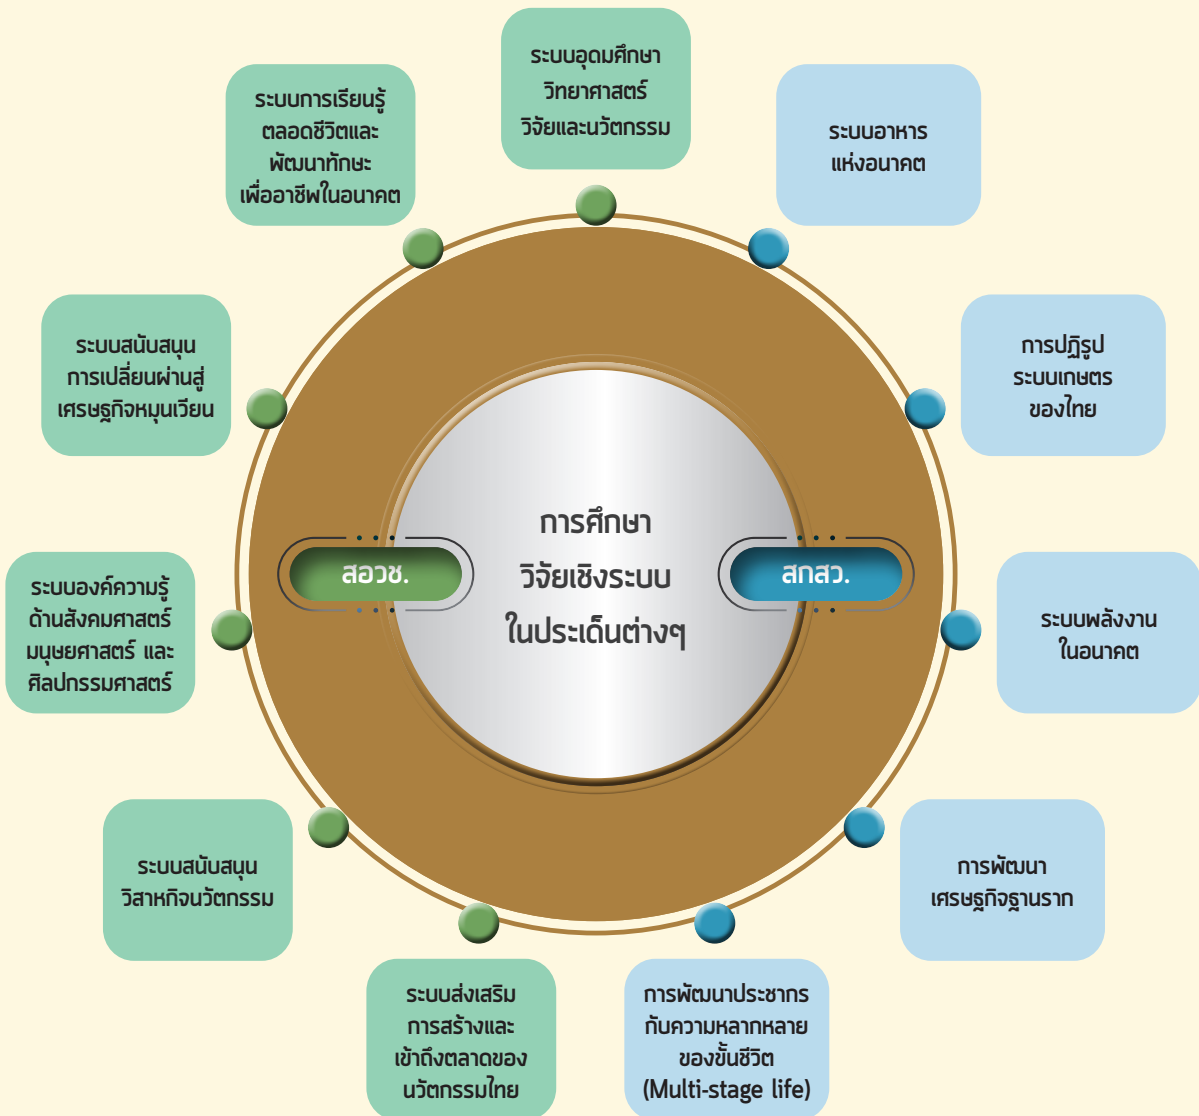 ระบบอุดมศึกษา
วิทยาศาสตร์
วิจัยและนวัตกรรม
ระบบการเรียนรู้
ตลอดชีวิตและ
พัฒนาทักษะ
เพื่ออาชีพในอนาคต
ระบบอาหาร
แห่งอนาคต
ระบบสนับสนุน
การเปลี่ยนผ่านสู่
เศรษฐกิจหมุนเวียน
การปฏิรูป
ระบบเกษตร
ของไทย
การศึกษา
วิจัยเชิงระบบ
ในประเด็นต่างๆ
สอวช.
สกสว.
ระบบองค์ความรู้
ด้านสังคมศาสตร์
มนุษยศาสตร์ และ
ศิลปกรรมศาสตร์
ระบบพลังงาน
ในอนาคต
ระบบสนับสนุน
วิสาหกิจนวัตกรรม
การพัฒนา
เศรษฐกิจฐานราก
ระบบส่งเสริม
การสร้างและ
เข้าถึงตลาดของ
นวัตกรรมไทย
การพัฒนาประชากร
กับความหลากหลาย
ของขั้นชีวิต
(Multi-stage life)